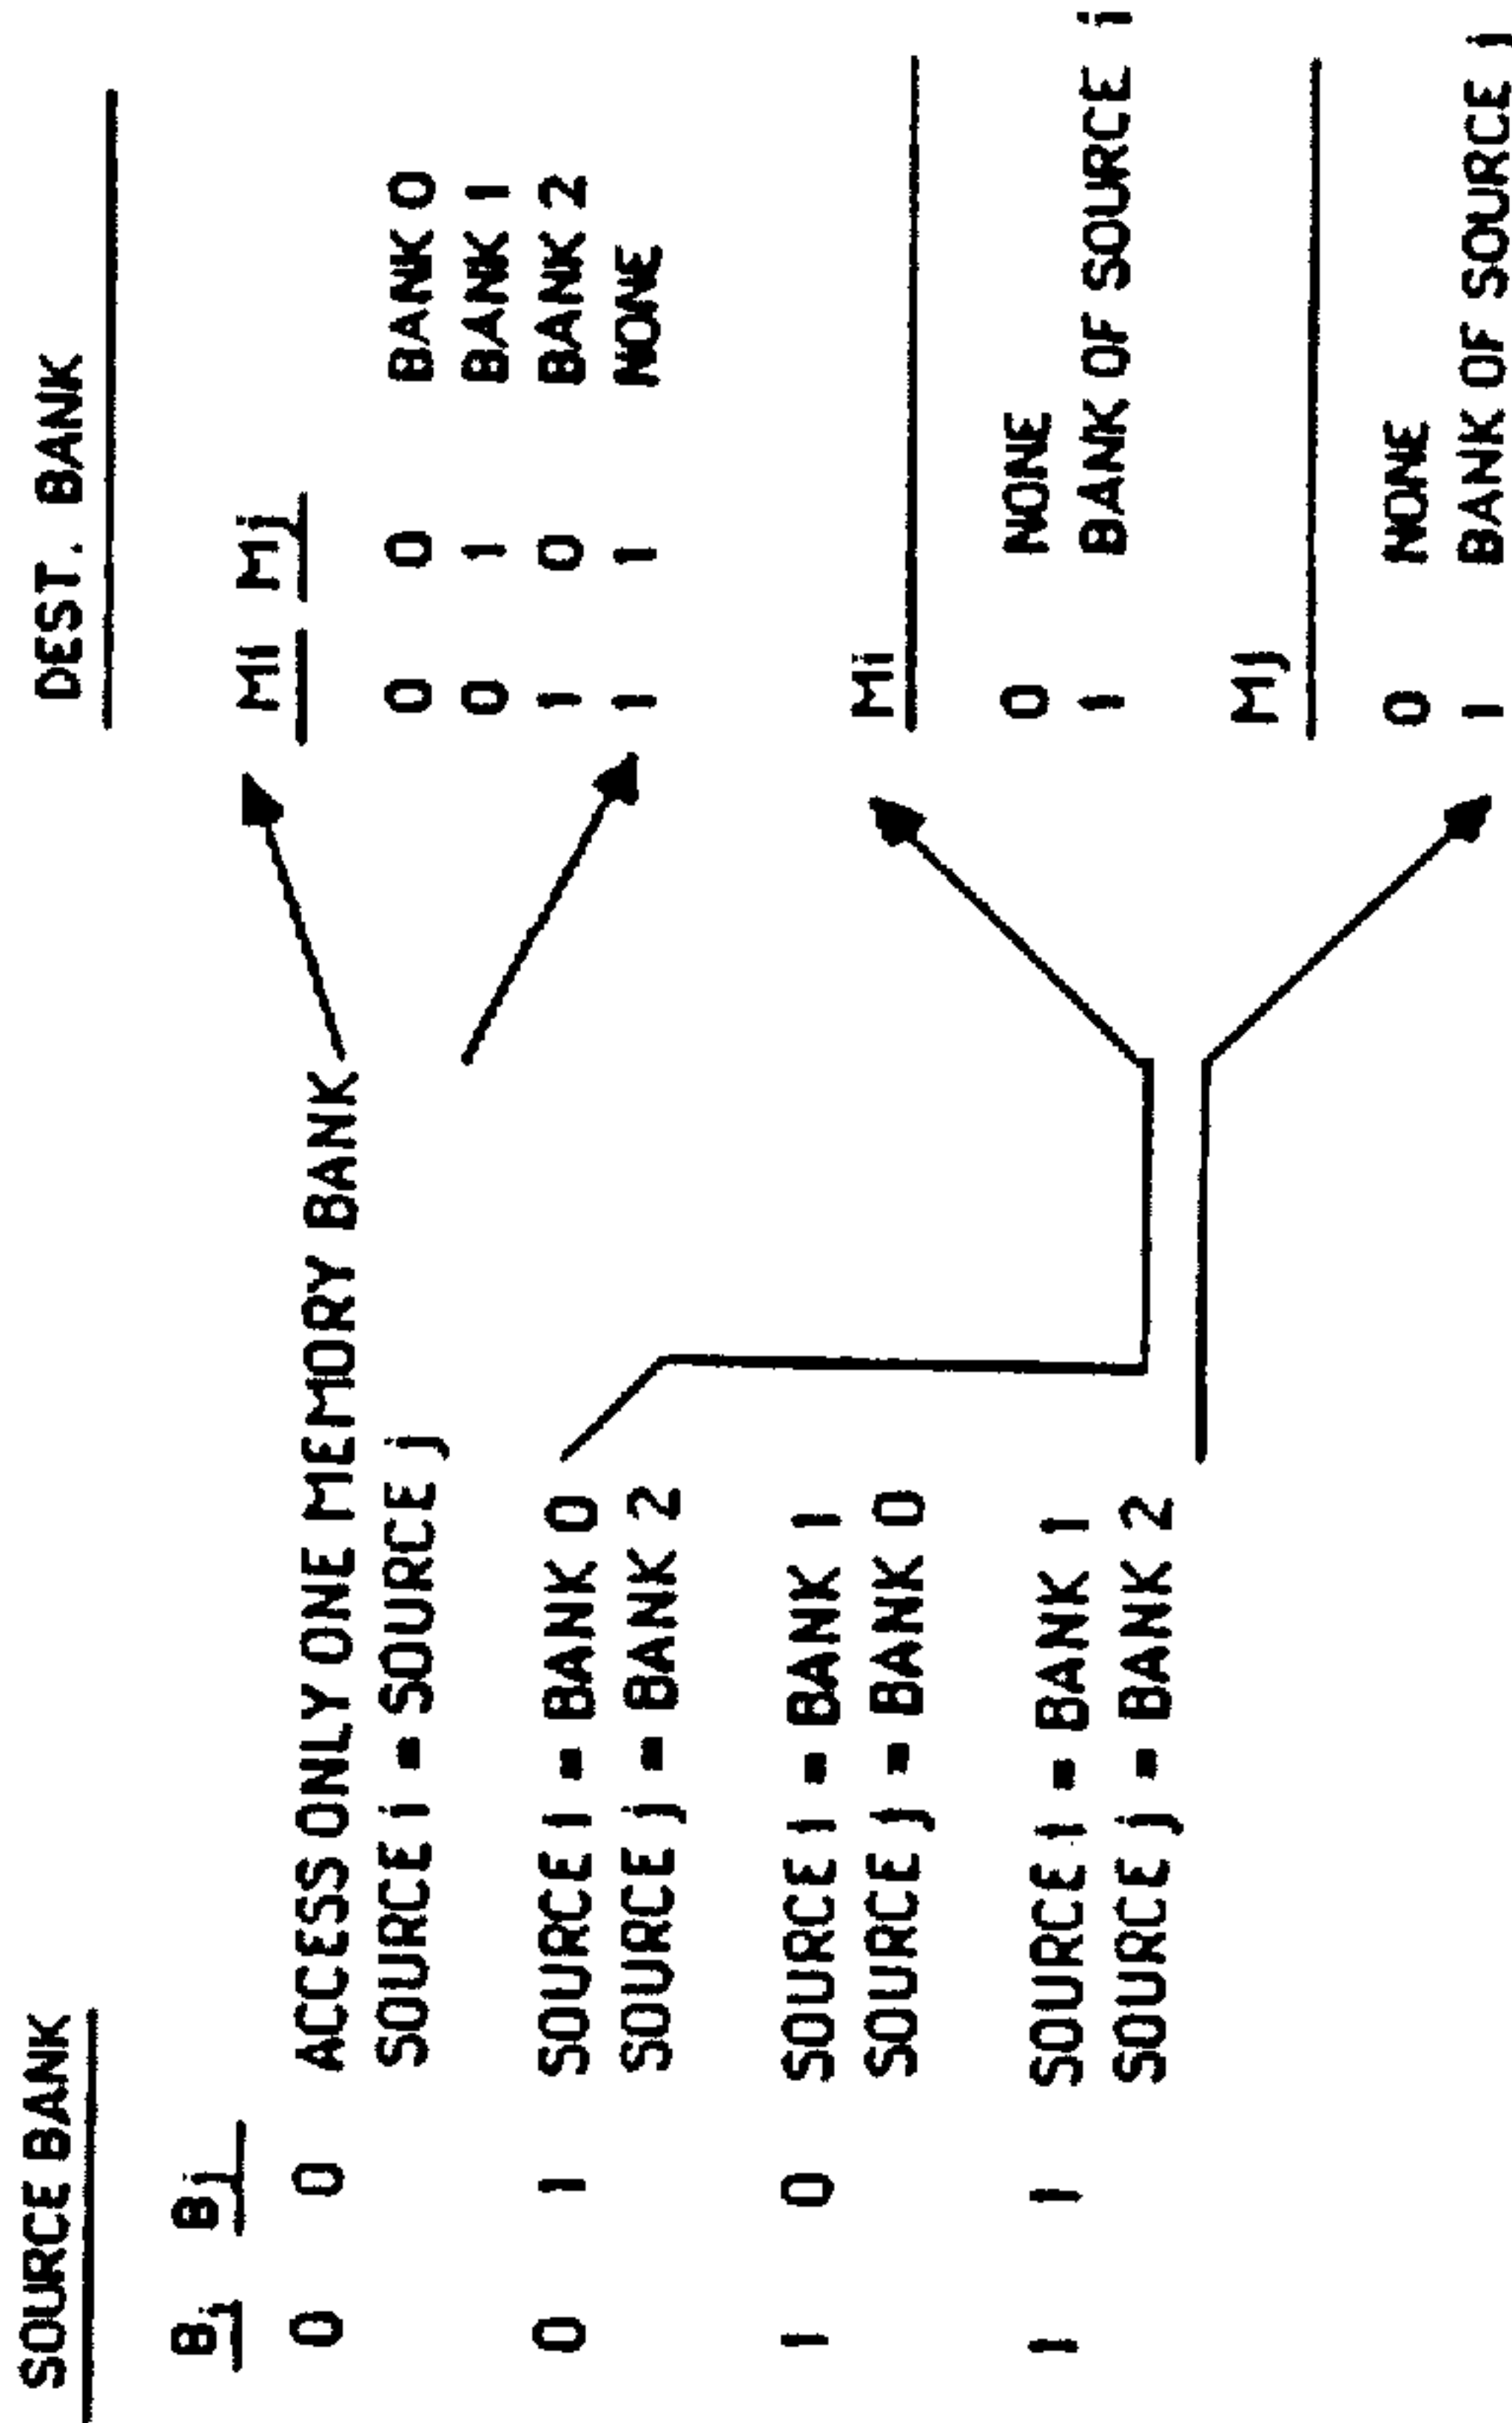 SOURCE BANK
Bi Bj
0 0 ACCESS ONLY ONE MEMORY BANK
SOURCE i - SOURCE j
0 1 SOURCE i - BANK 0
SOURCE j - BANK 2
1 0 SOURCE i - BANK 1
SOURCE j - BANK 0
1 1 SOURCE i - BANK 1
SOURCE j - BANK 2
DEST. BANK
Mi Mj
0 0 BANK 0
0 1 BANK 1
1 0 BANK 2
1 1 NONE
Mi
0 NONE
1 BANK OF SOURCE i
Mj
0 NONE
1 BANK OF SOURCE j